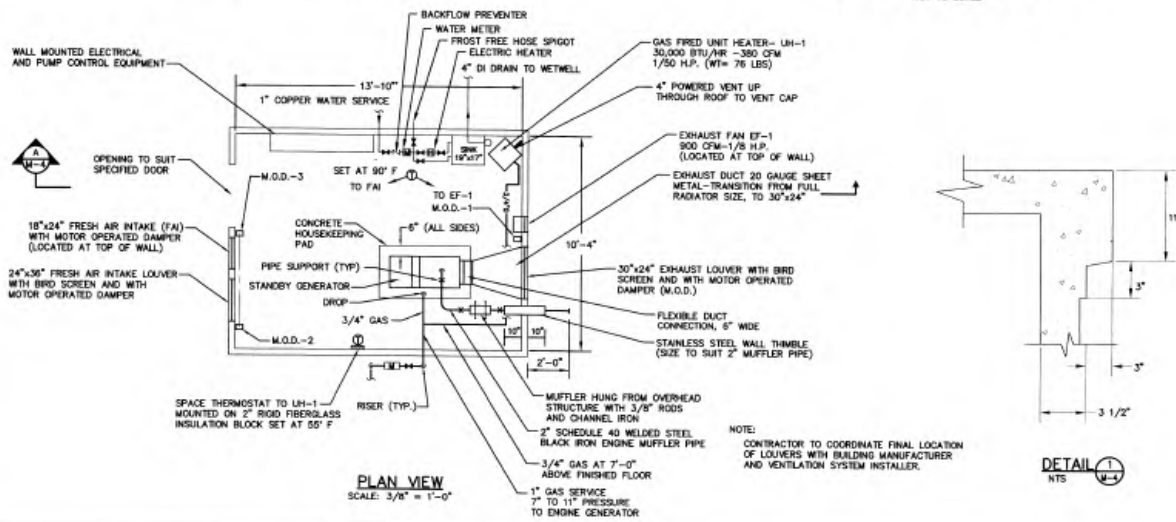 BACKFLOW PREVENTER
WATER METER
FROST FREE HOSE SPIGOT
ELECTRIC HEATER
4" DI DRAIN TO WETWELL
WALL MOUNTED ELECTRICAL
AND PUMP CONTROL EQUIPMENT
13'-10"
1" COPPER WATER SERVICE
GAS FIRED UNIT HEATER- UH-1
30,000 BTU/HR -380 CFM
1/50 H.P. (WT= 76 LBS)
4" POWERED VENT UP
THROUGH ROOF TO VENT CAP
A
M-4
OPENING TO SUIT
SPECIFIED DOOR
M
H
SINK
19"x17"
EXHAUST FAN EF-1
900 CFM-1/8 H.P.
(LOCATED AT TOP OF WALL)
SET AT 90° F
T
TO FAI
TO EF-1
M.O.D.-3
M.O.D.-1
3/4"G
EXHAUST DUCT 20 GAUGE SHEET
METAL-TRANSITION FROM FULL
RADIATOR SIZE, TO 30"x24"
18"x24" FRESH AIR INTAKE (FAI)
WITH MOTOR OPERATED DAMPER
(LOCATED AT TOP OF WALL)
CONCRETE
HOUSEKEEPING
PAD
6" (ALL SIDES)
10'-4"
24"x36" FRESH AIR INTAKE LOUVER
WITH BIRD SCREEN AND WITH
MOTOR OPERATED DAMPER
PIPE SUPPORT (TYP)
STANDBY GENERATOR
DROP
3/4" GAS
30"x24" EXHAUST LOUVER WITH BIRD
SCREEN AND WITH MOTOR OPERATED
DAMPER (M.O.D.)
FLEXIBLE DUCT
CONNECTION, 6" WIDE
M.O.D.-2
T
10"
10"
2'-0"
STAINLESS STEEL WALL THIMBLE
(SIZE TO SUIT 2" MUFFLER PIPE)
M
SPACE THERMOSTAT TO UH-1
MOUNTED ON 2" RIGID FIBERGLASS
INSULATION BLOCK SET AT 55° F
RISER (TYP.)
MUFFLER HUNG FROM OVERHEAD
STRUCTURE WITH 3/8" RODS
AND CHANNEL IRON
2" SCHEDULE 40 WELDED STEEL
BLACK IRON ENGINE MUFFLER PIPE
3/4" GAS AT 7'-0"
ABOVE FINISHED FLOOR
1" GAS SERVICE
7" TO 11" PRESSURE
TO ENGINE GENERATOR
PLAN VIEW
SCALE: 3/8" = 1'-0"
NOTE:
CONTRACTOR TO COORDINATE FINAL LOCATION
OF LOUVERS WITH BUILDING MANUFACTURER
AND VENTILATION SYSTEM INSTALLER.
3"
3"
3 1/2"
DETAIL 1
NTS
M-4